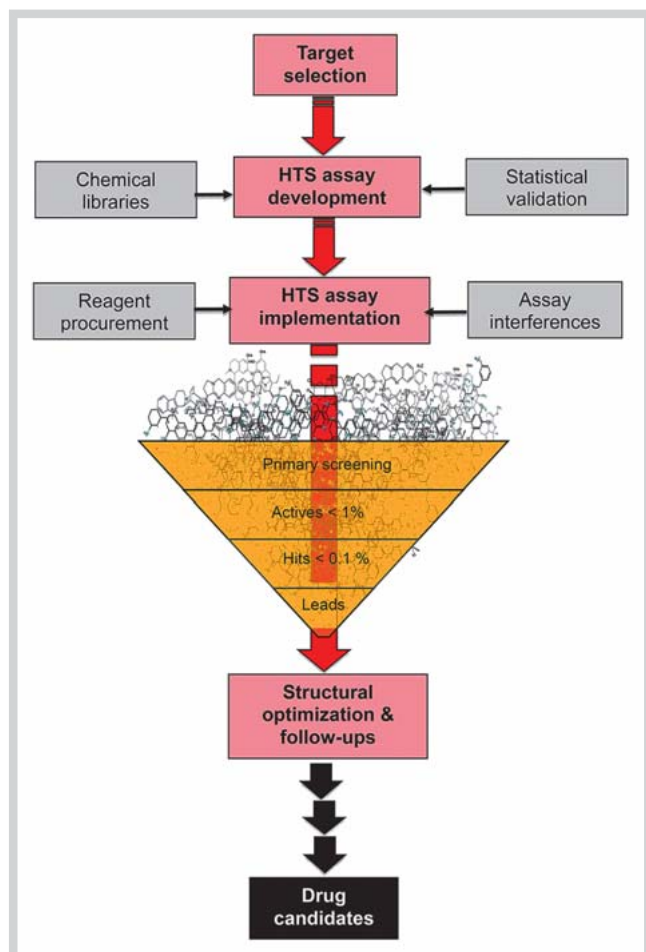 Target
selection
Chemical
libraries
HTS assay
development
Statistical
validation
Reagent
procurement
HTS assay
implementation
Assay
interferences
Primary screening
Actives < 1%
Hits < 0.1 %
Leads
Structural
optimization &
follow-ups
Drug
candidates